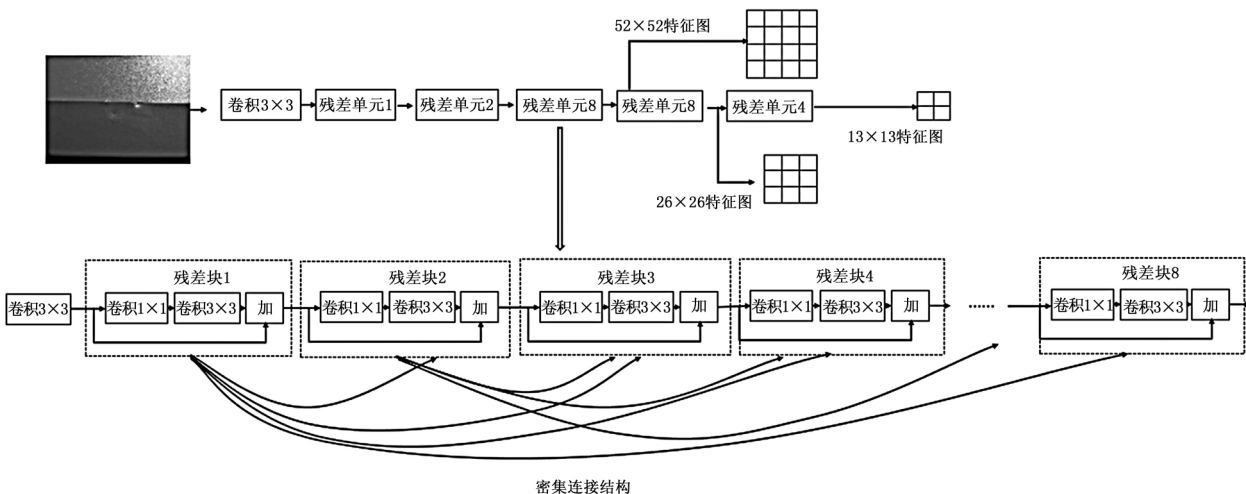 52×52特征图
卷积3×3
残差单元1
残差单元2
残差单元8
残差单元8
残差单元4
13×13特征图
26×26特征图
残差块1
残差块2
残差块3
残差块4
残差块8
卷积3×3
卷积1×1
卷积3×3
加
卷积1×1
卷积3×3
加
卷积1×1
卷积3×3
加
卷积1×1
卷积3×3
加
......
卷积1×1
卷积3×3
加
密集连接结构